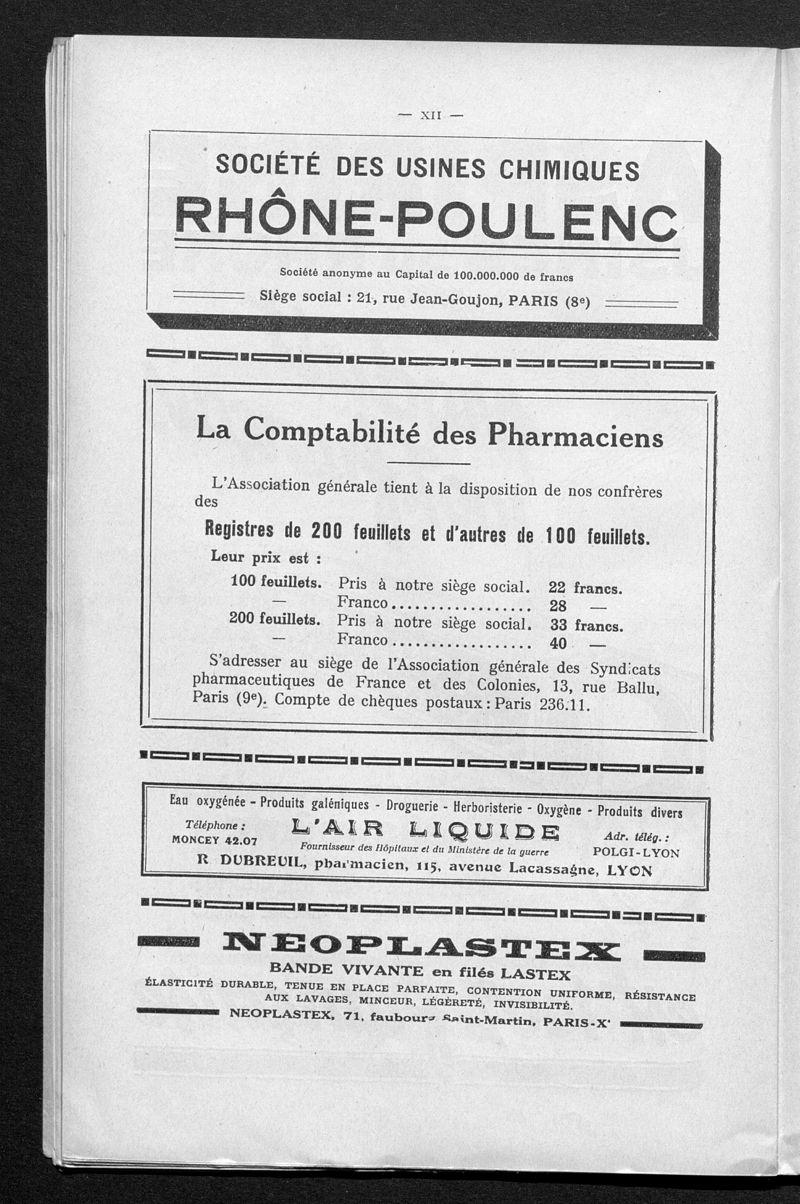 — XII —
SOCIÉTÉ DES USINES CHIMIQUES
RHÔNE-POULENC
Société anonyme au Capital de 100.000.000 de francs
Siège social : 21, rue Jean-Goujon, PARIS (8e)
La Comptabilité des Pharmaciens
L'Association générale tient à la disposition de nos confrères
des
Registres de 200 feuillets et d'autres de 100 feuillets.
Leur prix est :
100 feuillets. Pris à notre siège social. 22 francs.
— Franco.................. 28 —
200 feuillets. Pris à notre siège social. 33 francs.
— Franco.................. 40 —
S'adresser au siège de l'Association générale des Syndicats
pharmaceutiques de France et des Colonies, 13, rue Ballu,
Paris (9e). Compte de chèques postaux : Paris 236.11.
Eau oxygénée - Produits galéniques - Droguerie - Herboristerie - Oxygène - Produits divers
Téléphone : L'AIR LIQUIDE Adr. télég. :
MONCEY 42.07 Fournisseur des Hôpitaux et du Ministère de la guerre POLGI-LYON
R DUBREUIL, pharmacien, 115, avenue Lacassagne, LYON
NEOPLASTEX
BANDE VIVANTE en filés LASTEX
ÉLASTICITÉ DURABLE, TENUE EN PLACE PARFAITE, CONTENTION UNIFORME, RÉSISTANCE
AUX LAVAGES, MINCEUR, LÉGÈRETÉ, INVISIBILITÉ.
NEOPLASTEX, 71, faubourg Saint-Martin, PARIS-X'